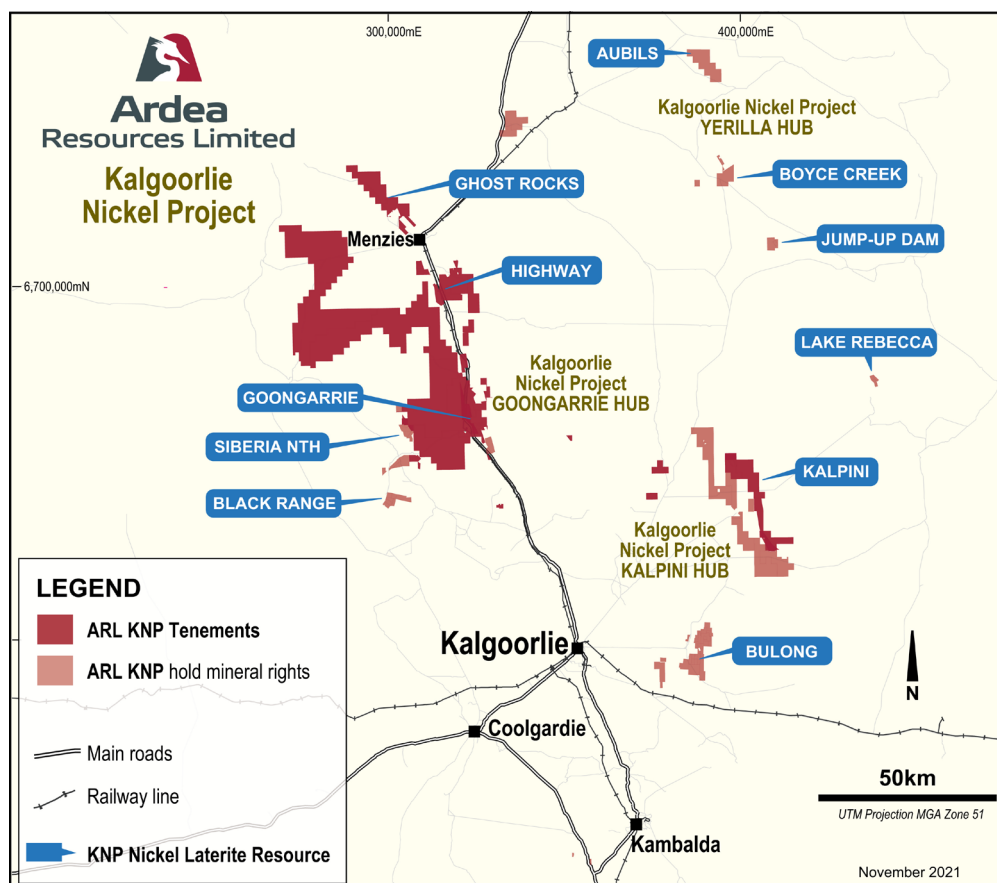 300,000mE
400,000mE
Ardea
Resources Limited
Kalgoorlie
Nickel Project
AUBILS
Kalgoorlie Nickel Project
YERILLA HUB
GHOST ROCKS
BOYCE CREEK
Menzies
JUMP-UP DAM
HIGHWAY
6,700,000mN
LAKE REBECCA
Kalgoorlie
Nickel Project
GOONGARRIE HUB
GOONGARRIE
SIBERIA NTH
KALPINI
BLACK RANGE
Kalgoorlie
Nickel Project
KALPINI HUB
LEGEND
ARL KNP Tenements
ARL KNP hold mineral rights
Main roads
Railway line
KNP Nickel Laterite Resource
Kalgoorlie
BULONG
N
Coolgardie
50km
UTM Projection MGA Zone 51
Kambalda
November 2021